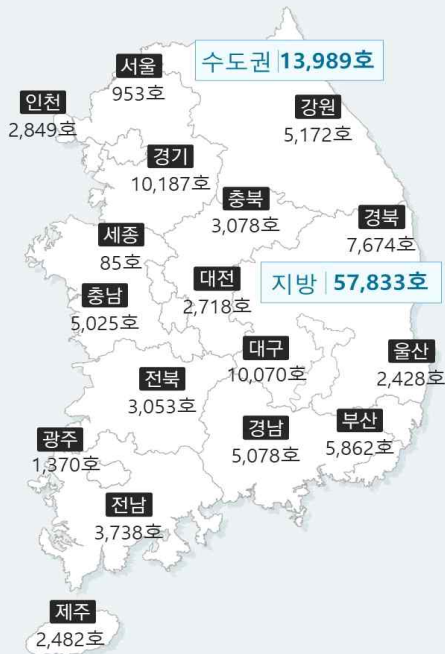 서울
953호
수도권 13,989호
인천
2,849호
강원
5,172호
경기
10,187호
충북
3,078호
경북
7,674호
세종
85호
대전
2,718호
지방 57,833호
충남
5,025호
대구
10,070호
울산
2,428호
전북
3,053호
경남
5,078호
부산
5,862호
광주
1,370호
전남
3,738호
제주
2,482호